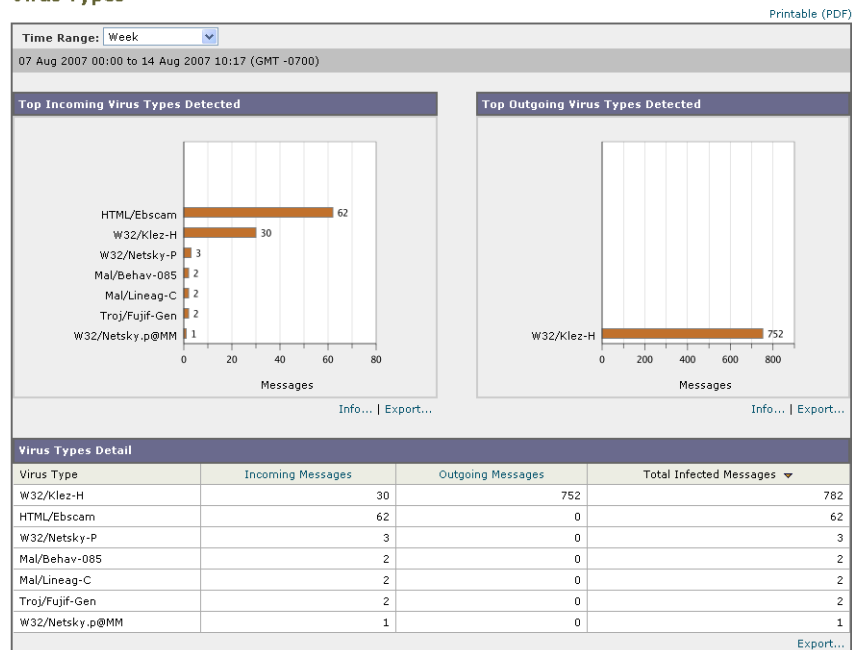 Virus Types
Printable (PDF)
Time Range: Week
07 Aug 2007 00:00 to 14 Aug 2007 10:17 (GMT -0700)
Top Incoming Virus Types Detected
HTML/Ebscam 62
W32/Klez-H 30
W32/Netsky-P 3
Mal/Behav-085 2
Mal/Lineag-C 2
Troj/Fujif-Gen 2
W32/Netsky.p@MM 1
0 20 40 60 80
Messages
Info... | Export...
Top Outgoing Virus Types Detected
W32/Klez-H 752
0 200 400 600 800
Messages
Info... | Export...
Virus Types Detail
Virus Type Incoming Messages Outgoing Messages Total Infected Messages
W32/Klez-H 30 752 782
HTML/Ebscam 62 0 62
W32/Netsky-P 3 0 3
Mal/Behav-085 2 0 2
Mal/Lineag-C 2 0 2
Troj/Fujif-Gen 2 0 2
W32/Netsky.p@MM 1 0 1
Export...